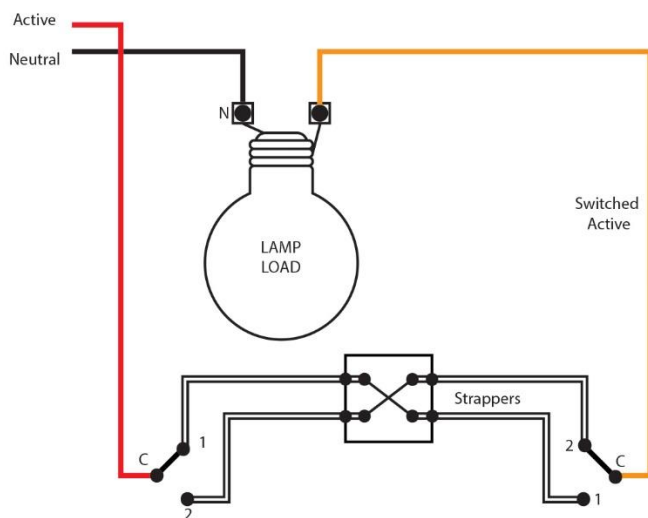 Active
Neutral
N
LAMP
LOAD
Switched
Active
Strappers
1
C
2
2
C
1